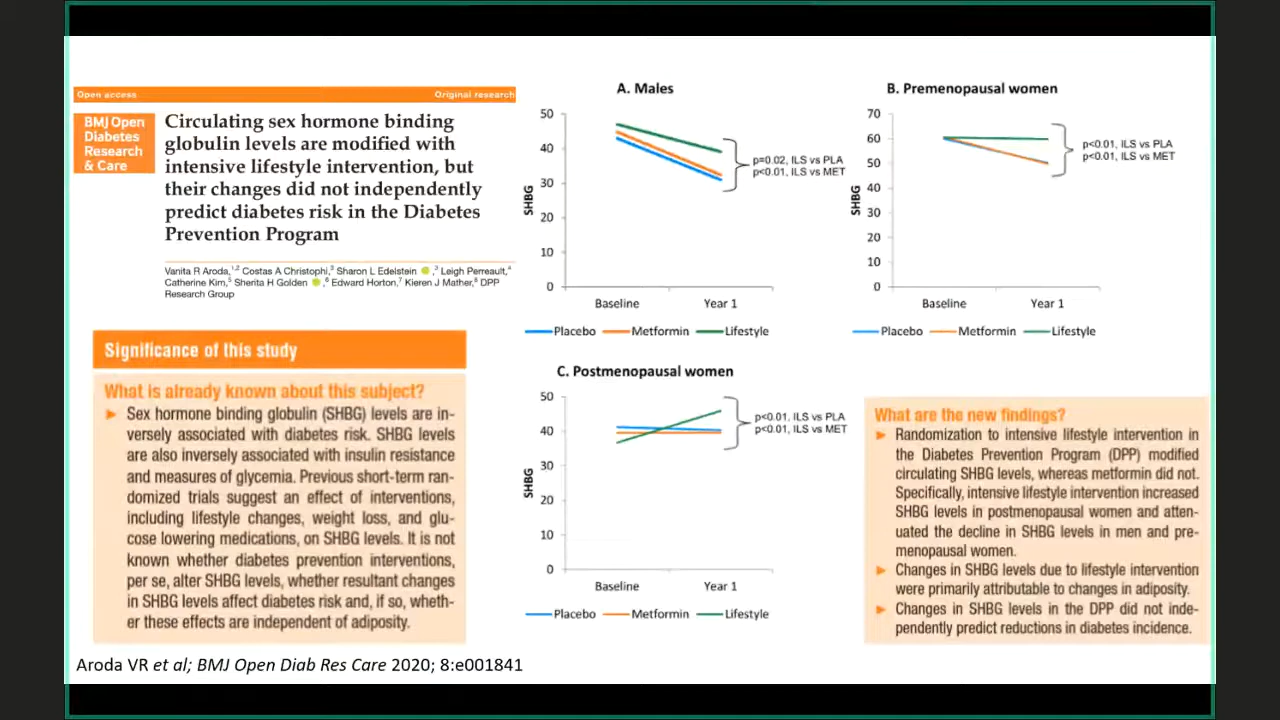 Open access
Original research
BMJ Open
Diabetes
Research
& Care
Circulating sex hormone binding
globulin levels are modified with
intensive lifestyle intervention, but
their changes did not independently
predict diabetes risk in the Diabetes
Prevention Program
Vanita R Aroda,1,2 Costas A Christophi,3 Sharon L Edelstein ,3 Leigh Perreault,4
Catherine Kim,5 Sherita H Golden ,6 Edward Horton,7 Kieren J Mather,8 DPP
Research Group
Significance of this study
What is already known about this subject?
► Sex hormone binding globulin (SHBG) levels are in-
versely associated with diabetes risk. SHBG levels
are also inversely associated with insulin resistance
and measures of glycemia. Previous short-term ran-
domized trials suggest an effect of interventions,
including lifestyle changes, weight loss, and glu-
cose lowering medications, on SHBG levels. It is not
known whether diabetes prevention interventions,
per se, alter SHBG levels, whether resultant changes
in SHBG levels affect diabetes risk and, if so, wheth-
er these effects are independent of adiposity.
Aroda VR et al; BMJ Open Diab Res Care 2020; 8:e001841
A. Males
50
40
30
20
10
0
SHBG
p=0.02, ILS vs PLA
p<0.01, ILS vs MET
Baseline
Year 1
Placebo
Metformin
Lifestyle
B. Premenopausal women
70
60
50
40
30
20
10
0
SHBG
p<0.01, ILS vs PLA
p<0.01, ILS vs MET
Baseline
Year 1
Placebo
Metformin
Lifestyle
C. Postmenopausal women
50
40
30
20
10
0
SHBG
p<0.01, ILS vs PLA
p<0.01, ILS vs MET
Baseline
Year 1
Placebo
Metformin
Lifestyle
What are the new findings?
► Randomization to intensive lifestyle intervention in
the Diabetes Prevention Program (DPP) modified
circulating SHBG levels, whereas metformin did not.
Specifically, intensive lifestyle intervention increased
SHBG levels in postmenopausal women and atten-
uated the decline in SHBG levels in men and pre-
menopausal women.
► Changes in SHBG levels due to lifestyle intervention
were primarily attributable to changes in adiposity.
► Changes in SHBG levels in the DPP did not inde-
pendently predict reductions in diabetes incidence.